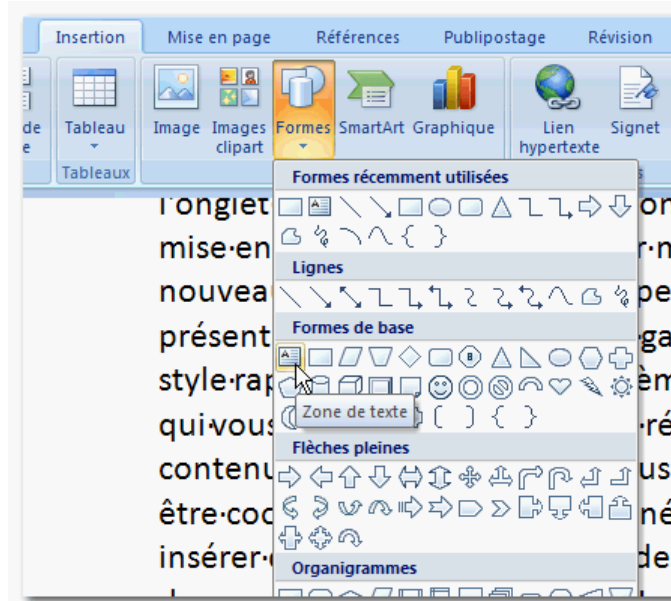 Insertion Mise en page Références Publipostage Révision
de Tableau Image Images Formes SmartArt Graphique Lien Signet
e clipart hypertexte
Tableaux
Formes récemment utilisées
l'onglet
mise·en
Lignes
nouveau
Formes de base
présent
style·rap
Zone de texte
qui·vous
Flèches pleines
contenu
être·coo
insérer·
Organigrammes